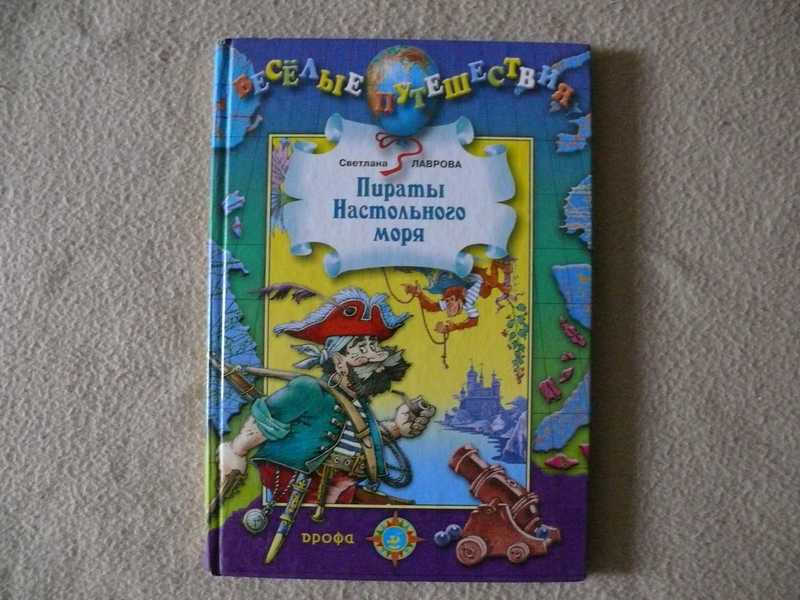 ВЕСЁЛЫЕ ПУТЕШЕСТВИЯ
Светлана ЛАВРОВА
Пираты
Настольного
моря
дрофа